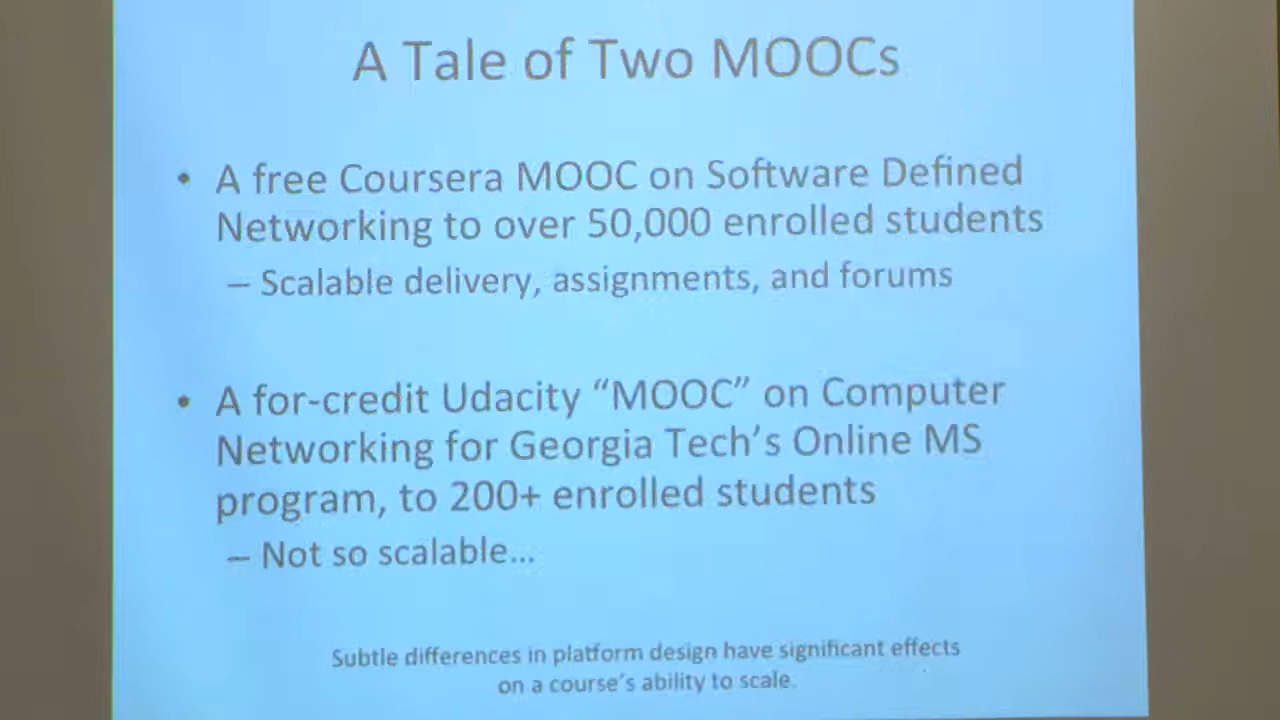 A Tale of Two MOOCs
• A free Coursera MOOC on Software Defined
Networking to over 50,000 enrolled students
– Scalable delivery, assignments, and forums
• A for-credit Udacity “MOOC” on Computer
Networking for Georgia Tech’s Online MS
program, to 200+ enrolled students
– Not so scalable…
Subtle differences in platform design have significant effects
on a course’s ability to scale.